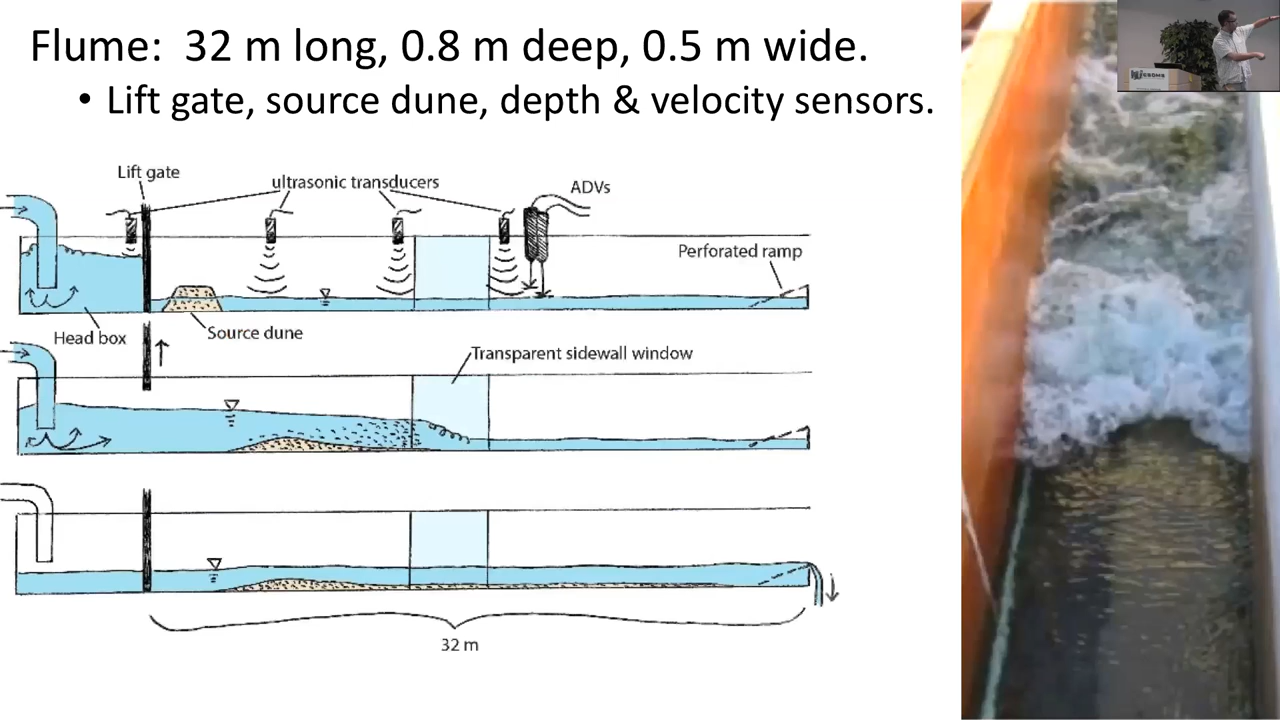 Flume:  32 m long, 0.8 m deep, 0.5 m wide.
• Lift gate, source dune, depth & velocity sensors.
Lift gate
ultrasonic transducers
ADVs
Perforated ramp
Head box
Source dune
Transparent sidewall window
32 m
CSDMS